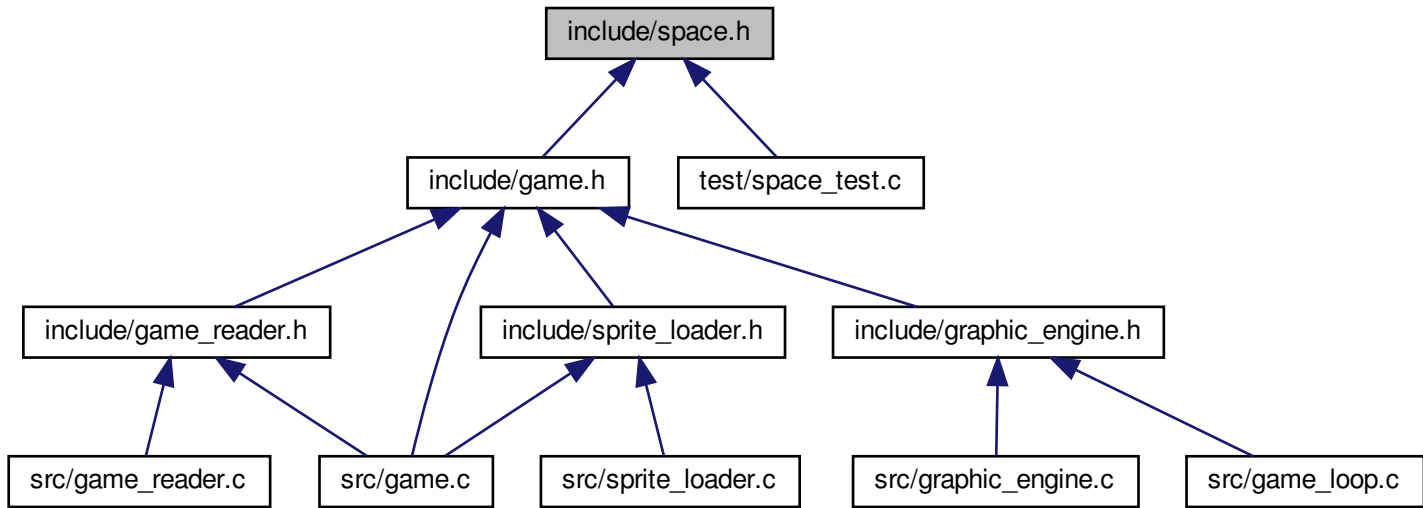 include/space.h
include/game.h
test/space_test.c
include/game_reader.h
include/sprite_loader.h
include/graphic_engine.h
src/game_reader.c
src/game.c
src/sprite_loader.c
src/graphic_engine.c
src/game_loop.c